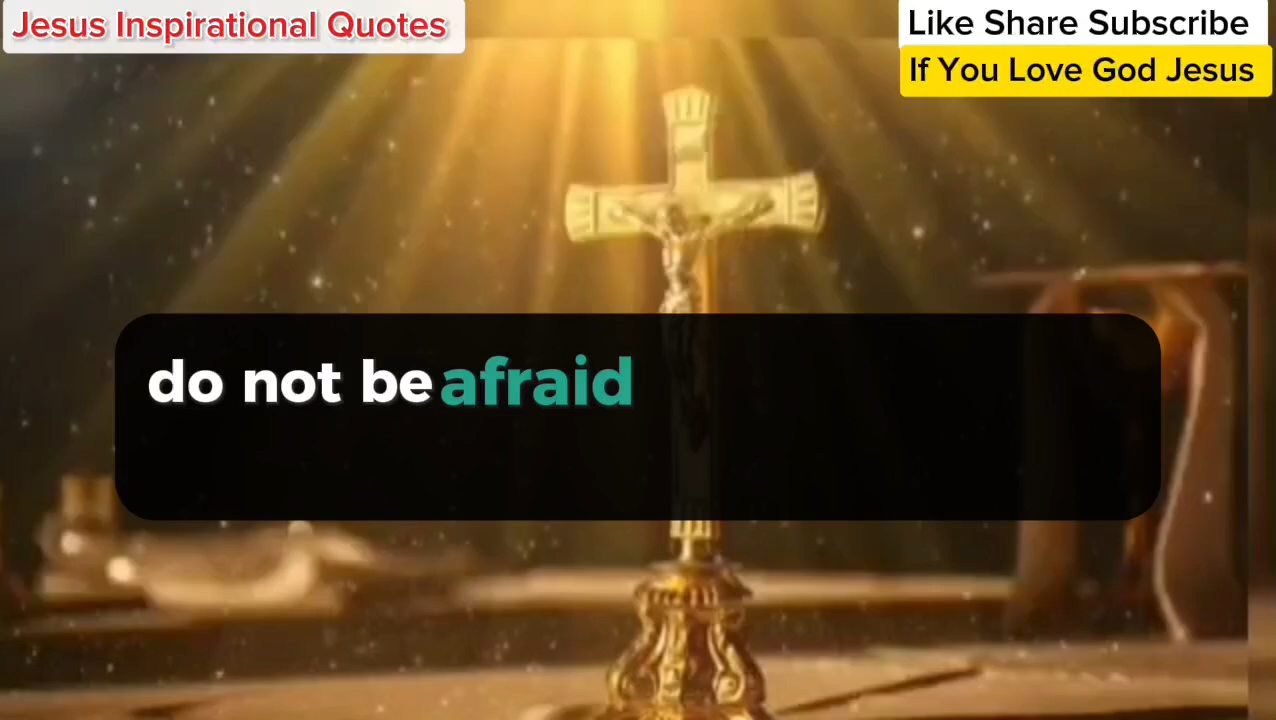 Jesus Inspirational Quotes
Like Share Subscribe
If You Love God Jesus
do not be afraid